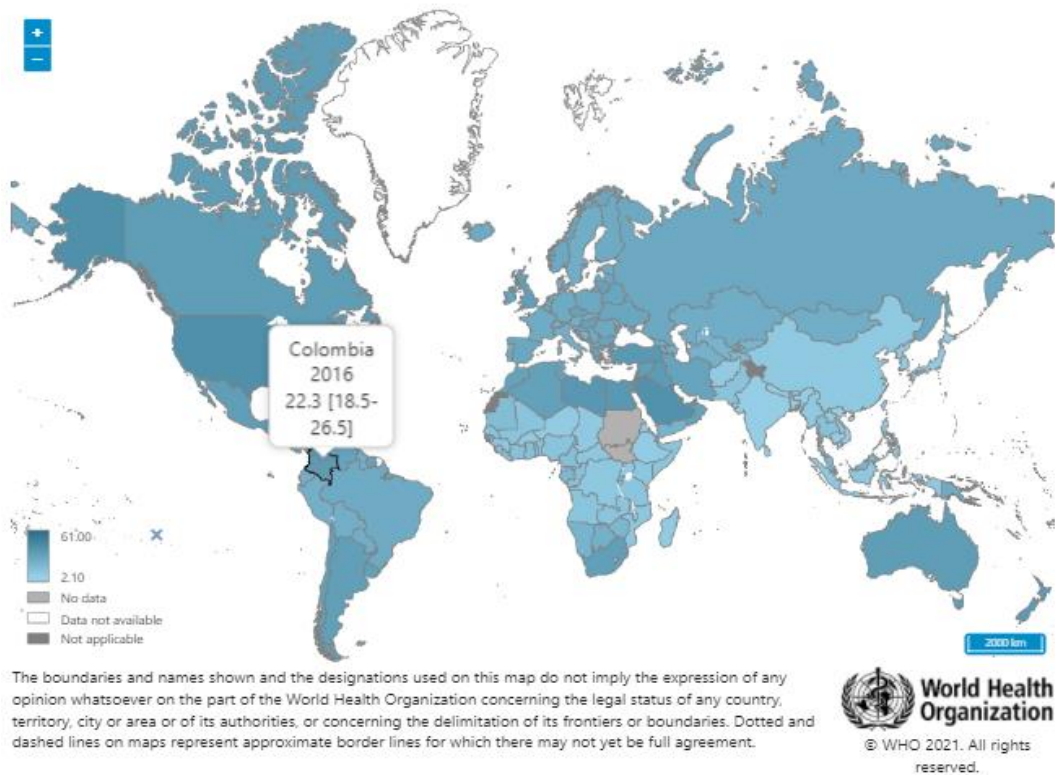 +
−
Colombia
2016
22.3 [18.5-
26.5]
61.00
2.10
No data
Data not available
Not applicable
2000 km
The boundaries and names shown and the designations used on this map do not imply the expression of any
opinion whatsoever on the part of the World Health Organization concerning the legal status of any country,
territory, city or area or of its authorities, or concerning the delimitation of its frontiers or boundaries. Dotted and
dashed lines on maps represent approximate border lines for which there may not yet be full agreement.
World Health
Organization
© WHO 2021. All rights
reserved.